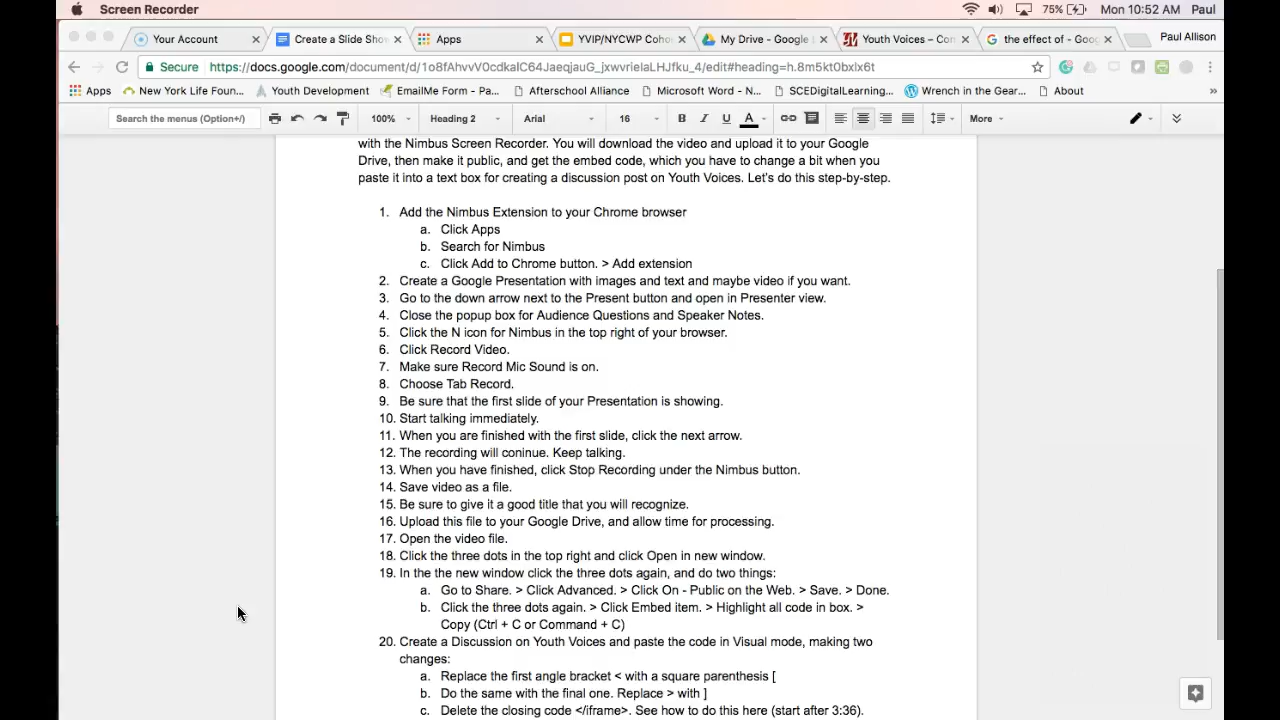 Screen Recorder
75%
Mon 10:52 AM Paul
Your Account
Create a Slide Sho
Apps
YVIP/NYCWP Coho
My Drive - Google
Youth Voices – Con
the effect of - Goog
Paul Allison
Secure https://docs.google.com/document/d/1o8fAhvvV0cdkaIC64JaeqjauG_jxwvrielaLHJfku_4/edit#heading=h.8m5kt0bxlx6t
Apps
New York Life Foun...
Youth Development
EmailMe Form - Pa...
Afterschool Alliance
Microsoft Word - N...
SCEDigitalLearning...
Wrench in the Gear...
About
»
Search the menus (Option+/)
100%
Heading 2
Arial
16
B I U A
More
with the Nimbus Screen Recorder. You will download the video and upload it to your Google
Drive, then make it public, and get the embed code, which you have to change a bit when you
paste it into a text box for creating a discussion post on Youth Voices. Let's do this step-by-step.
1. Add the Nimbus Extension to your Chrome browser
a. Click Apps
b. Search for Nimbus
c. Click Add to Chrome button. > Add extension
2. Create a Google Presentation with images and text and maybe video if you want.
3. Go to the down arrow next to the Present button and open in Presenter view.
4. Close the popup box for Audience Questions and Speaker Notes.
5. Click the N icon for Nimbus in the top right of your browser.
6. Click Record Video.
7. Make sure Record Mic Sound is on.
8. Choose Tab Record.
9. Be sure that the first slide of your Presentation is showing.
10. Start talking immediately.
11. When you are finished with the first slide, click the next arrow.
12. The recording will continue. Keep talking.
13. When you have finished, click Stop Recording under the Nimbus button.
14. Save video as a file.
15. Be sure to give it a good title that you will recognize.
16. Upload this file to your Google Drive, and allow time for processing.
17. Open the video file.
18. Click the three dots in the top right and click Open in new window.
19. In the the new window click the three dots again, and do two things:
a. Go to Share. > Click Advanced. > Click On - Public on the Web. > Save. > Done.
b. Click the three dots again. > Click Embed item. > Highlight all code in box. >
Copy (Ctrl + C or Command + C)
20. Create a Discussion on Youth Voices and paste the code in Visual mode, making two
changes:
a. Replace the first angle bracket < with a square parenthesis [
b. Do the same with the final one. Replace > with ]
c. Delete the closing code </iframe>. See how to do this here (start after 3:36).